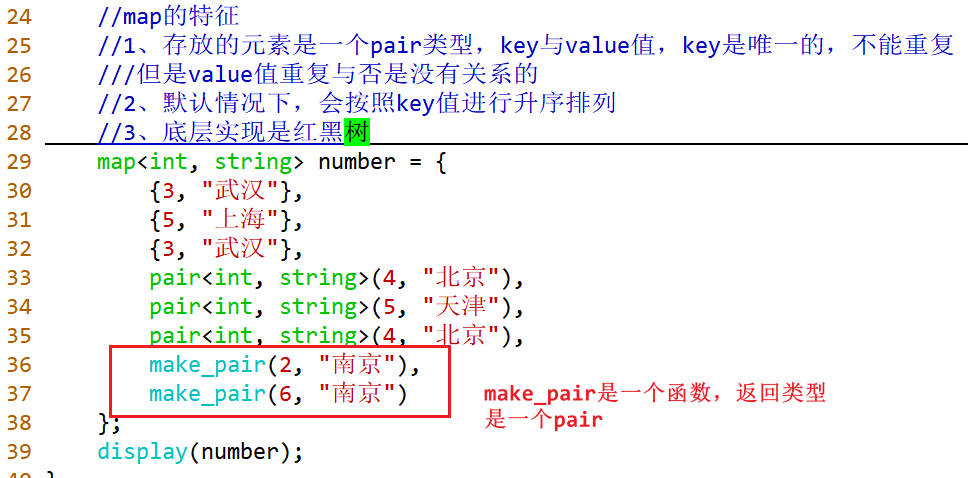 24 //map的特征
25 //1、存放的元素是一个pair类型，key与value值，key是唯一的，不能重复
26 ///但是value值重复与否是没有关系的
27 //2、默认情况下，会按照key值进行升序排列
28 //3、底层实现是红黑树
29 map<int, string> number = {
30 {3, "武汉"},
31 {5, "上海"},
32 {3, "武汉"},
33 pair<int, string>(4, "北京"),
34 pair<int, string>(5, "天津"),
35 pair<int, string>(4, "北京"),
36 make_pair(2, "南京"),
37 make_pair(6, "南京")
make_pair是一个函数，返回类型
是一个pair
38 };
39 display(number);